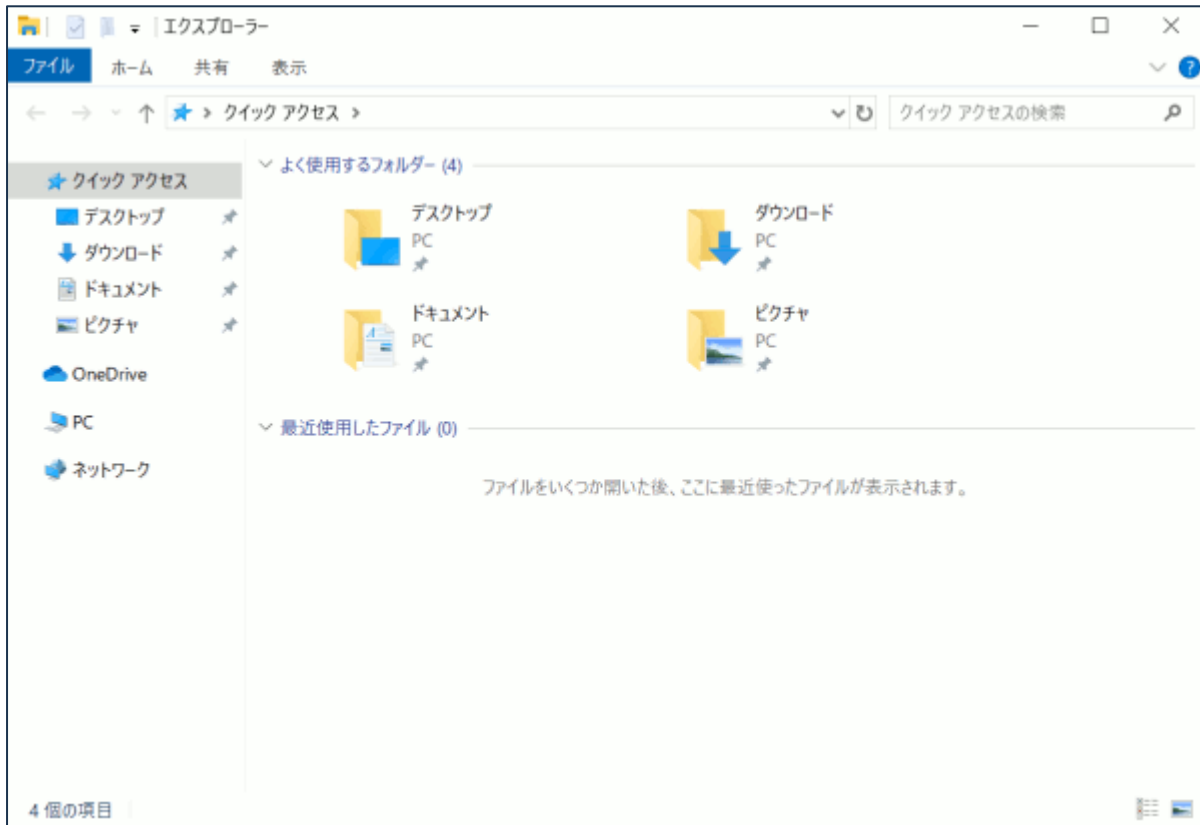 エクスプローラー
ファイル ホーム 共有 表示
クイック アクセス
クイック アクセスの検索
クイック アクセス
デスクトップ
ダウンロード
ドキュメント
ピクチャ
OneDrive
PC
ネットワーク
よく使用するフォルダー (4)
デスクトップ
PC
ダウンロード
PC
ドキュメント
PC
ピクチャ
PC
最近使用したファイル (0)
ファイルをいくつか開いた後、ここに最近使ったファイルが表示されます。
4 個の項目